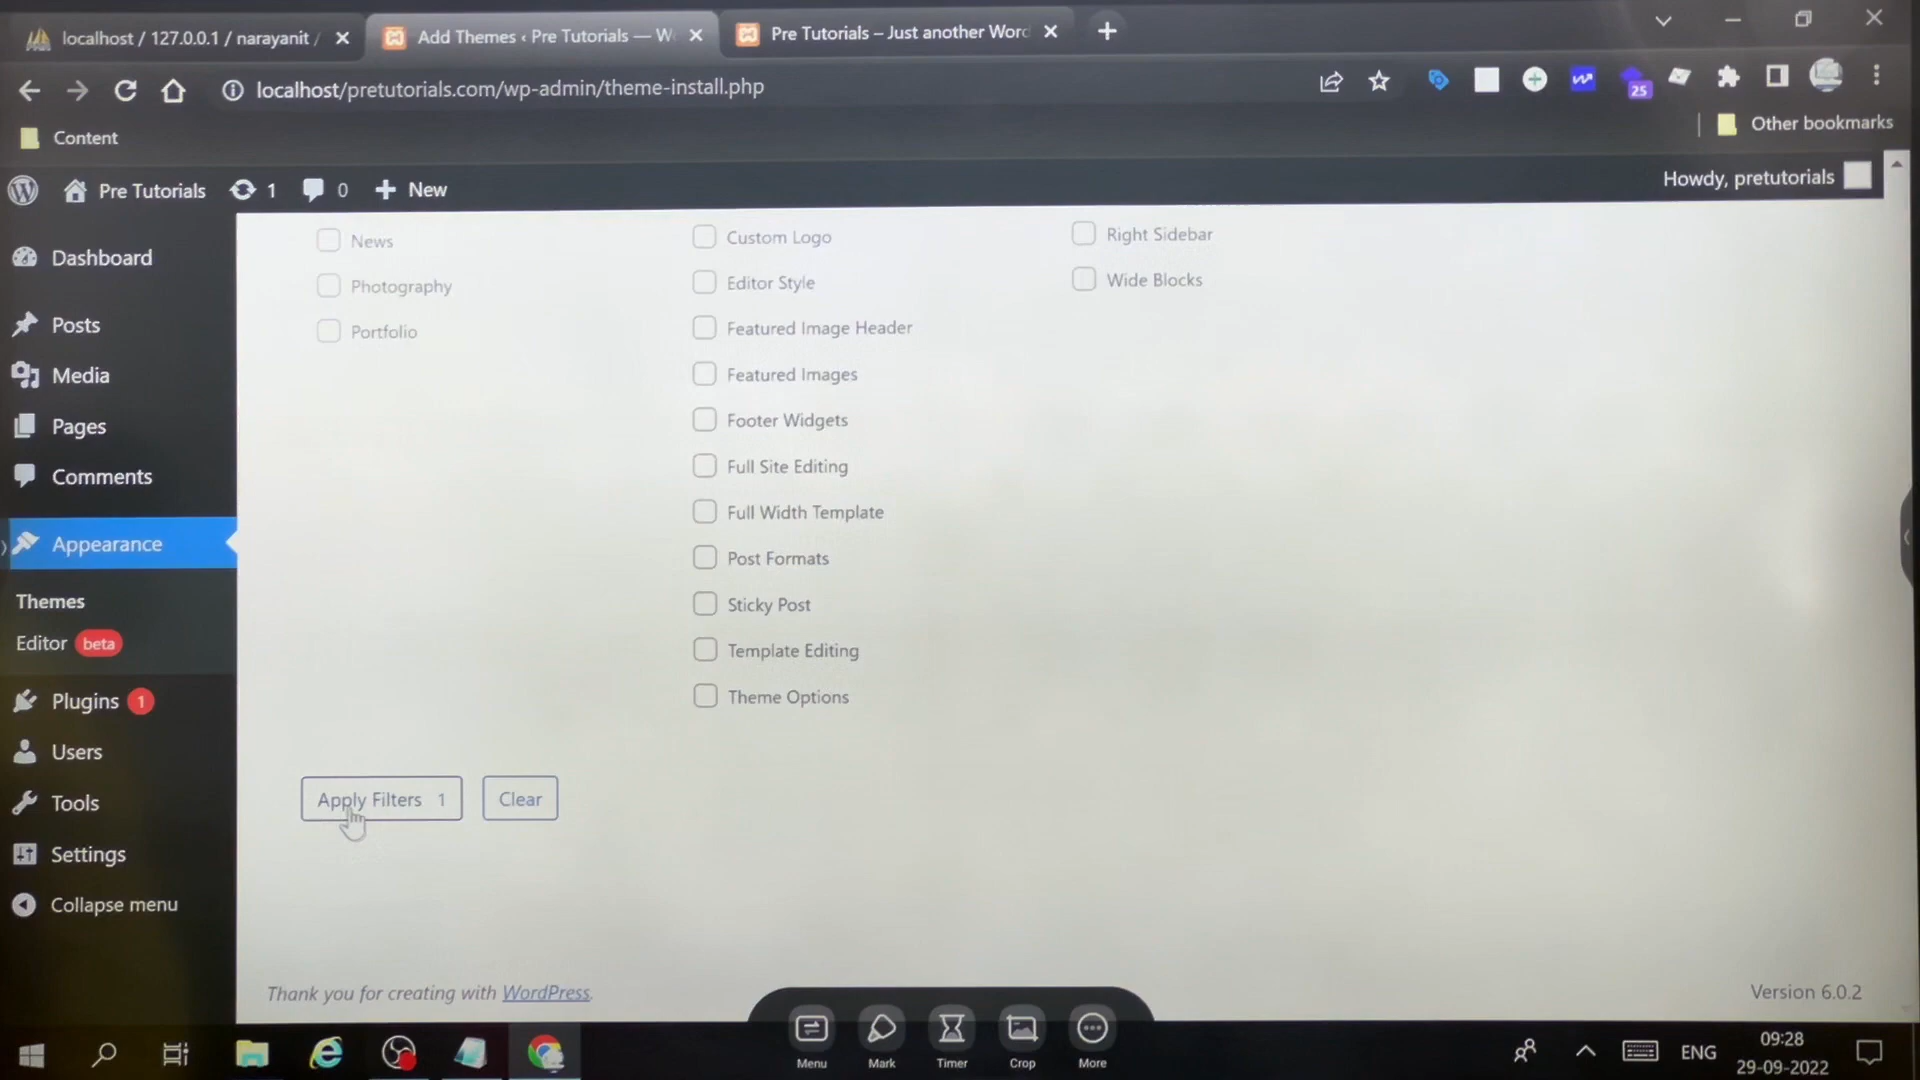 localhost / 127.0.0.1 / narayanit /
Add Themes ‹ Pre Tutorials — W
Pre Tutorials – Just another Word
localhost/pretutorials.com/wp-admin/theme-install.php
25
Content
Other bookmarks
Pre Tutorials
1
0
New
Howdy, pretutorials
Dashboard
Posts
Media
Pages
Comments
Appearance
Themes
Editor beta
Plugins 1
Users
Tools
Settings
Collapse menu
News
Photography
Portfolio
Custom Logo
Editor Style
Featured Image Header
Featured Images
Footer Widgets
Full Site Editing
Full Width Template
Post Formats
Sticky Post
Template Editing
Theme Options
Right Sidebar
Wide Blocks
Apply Filters 1
Clear
Thank you for creating with WordPress.
Version 6.0.2
Menu
Mark
Timer
Crop
More
ENG
09:28
29-09-2022